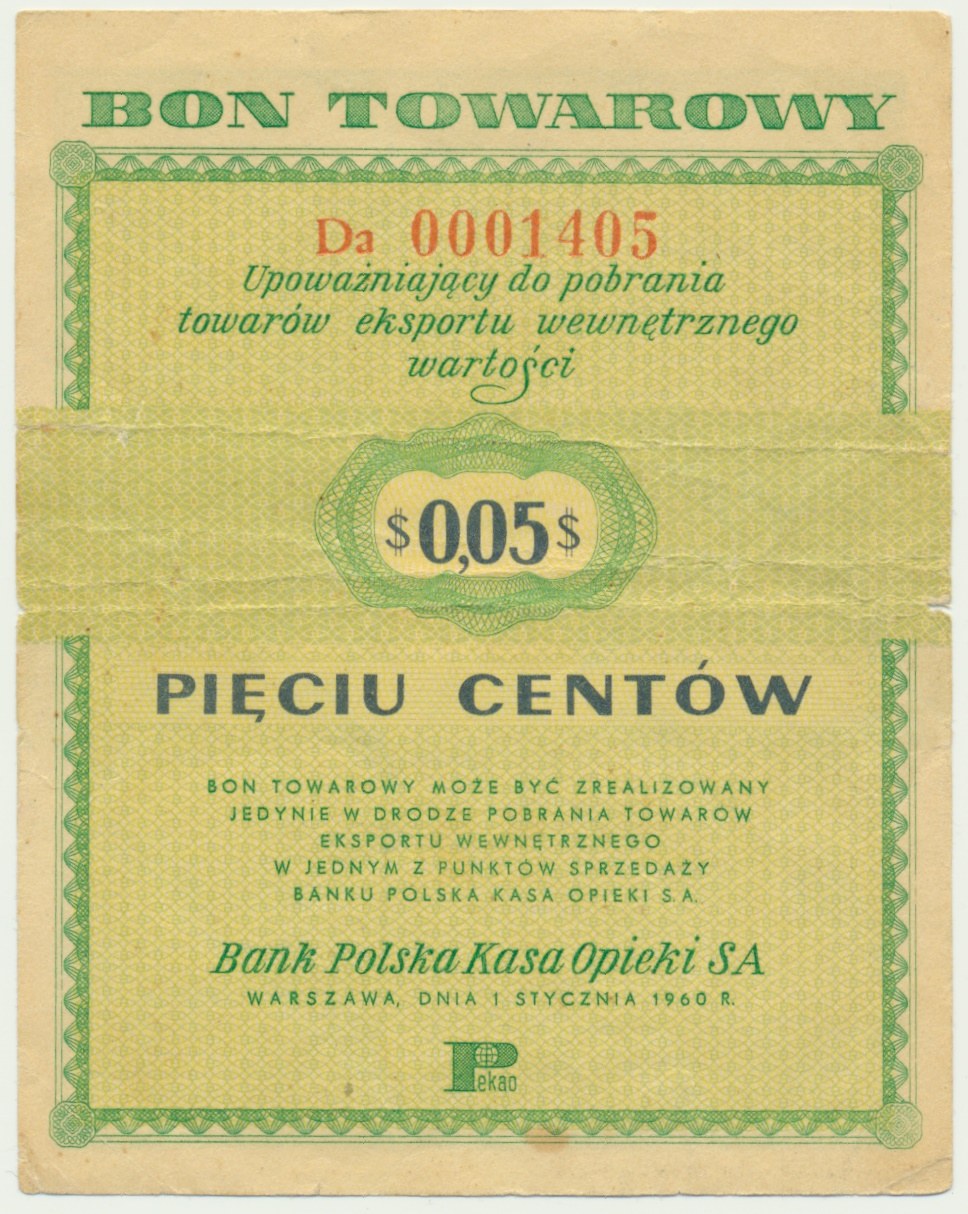 BON TOWAROWY
Da 0001405
Upoważniający do pobrania
towarów eksportu wewnętrznego
wartości
$0,05$
PIĘCIU CENTÓW
BON TOWAROWY MOŻE BYĆ ZREALIZOWANY
JEDYNIE W DRODZE POBRANIA TOWARÓW
EKSPORTU WEWNĘTRZNEGO
W JEDNYM Z PUNKTÓW SPRZEDAŻY
BANKU POLSKA KASA OPIEKI S.A.
Bank Polska Kasa Opieki SA
WARSZAWA, DNIA 1 STYCZNIA 1960 R.
Pekao